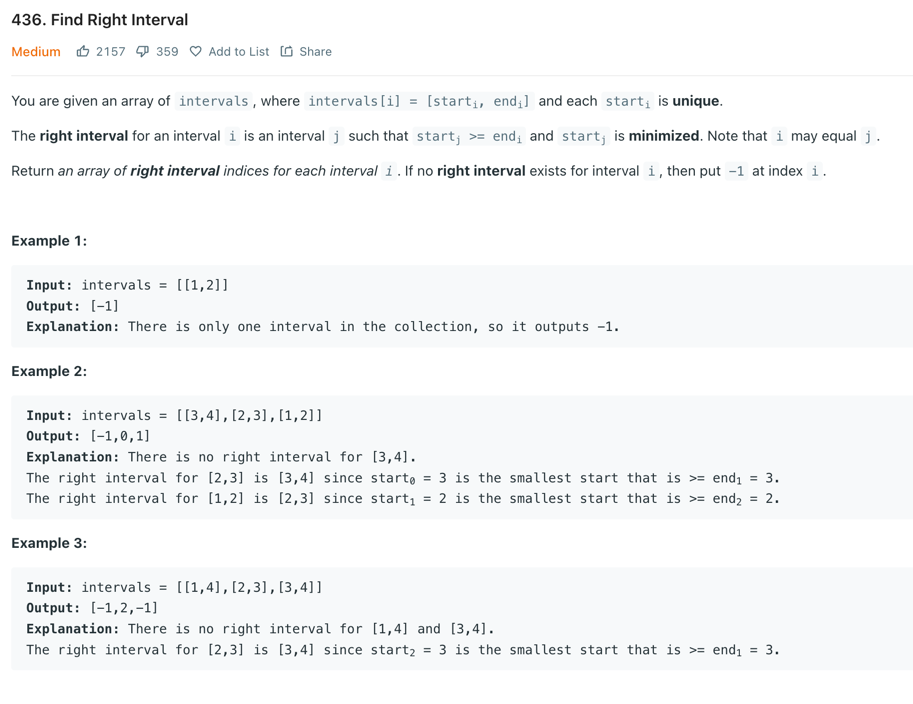 436. Find Right Interval
Medium 2157 359 Add to List Share
You are given an array of intervals, where intervals[i] = [starti, endi] and each starti is unique.
The right interval for an interval i is an interval j such that startj >= endi and startj is minimized. Note that i may equal j.
Return an array of right interval indices for each interval i. If no right interval exists for interval i, then put -1 at index i.
Example 1:
Input: intervals = [[1,2]]
Output: [-1]
Explanation: There is only one interval in the collection, so it outputs -1.
Example 2:
Input: intervals = [[3,4],[2,3],[1,2]]
Output: [-1,0,1]
Explanation: There is no right interval for [3,4].
The right interval for [2,3] is [3,4] since start0 = 3 is the smallest start that is >= end1 = 3.
The right interval for [1,2] is [2,3] since start1 = 2 is the smallest start that is >= end2 = 2.
Example 3:
Input: intervals = [[1,4],[2,3],[3,4]]
Output: [-1,2,-1]
Explanation: There is no right interval for [1,4] and [3,4].
The right interval for [2,3] is [3,4] since start2 = 3 is the smallest start that is >= end1 = 3.